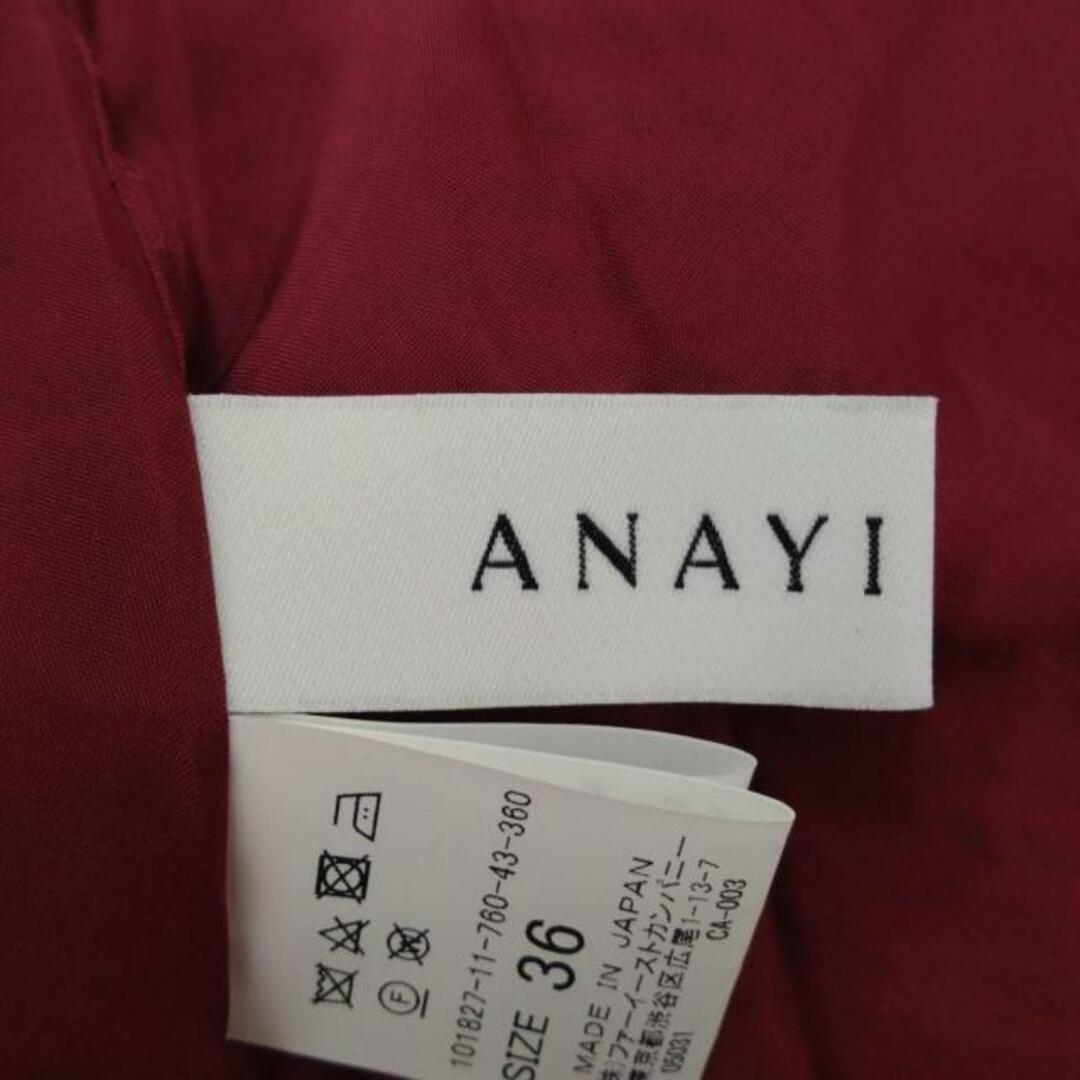 ANAYI
101827-11-760-43-360
SIZE 36
MADE IN JAPAN
株)ファーイーストカンパニー
東京都渋谷区広尾1-13-7
05031 CA-003
F